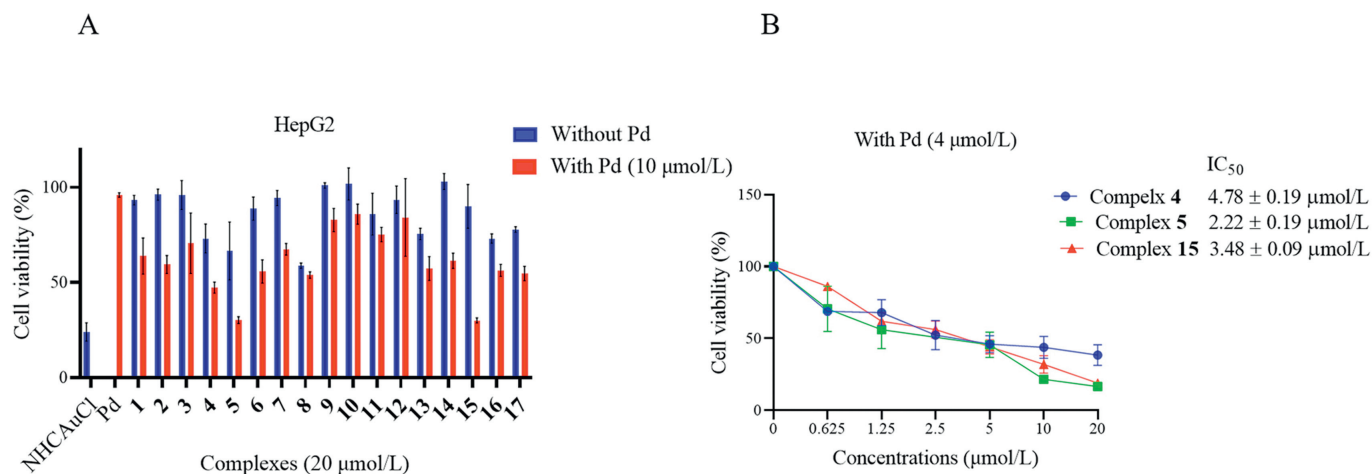 A
HepG2
Without Pd
With Pd (10 μmol/L)
Cell viability (%)
100
50
0
NHCAuCl
Pd
1
2
3
4
5
6
7
8
9
10
11
12
13
14
15
16
17
Complexes (20 μmol/L)
B
With Pd (4 μmol/L)
IC50
Compelx 4 4.78 ± 0.19 μmol/L
Complex 5 2.22 ± 0.19 μmol/L
Complex 15 3.48 ± 0.09 μmol/L
Cell viability (%)
150
100
50
0
0 0.625 1.25 2.5 5 10 20
Concentrations (μmol/L)